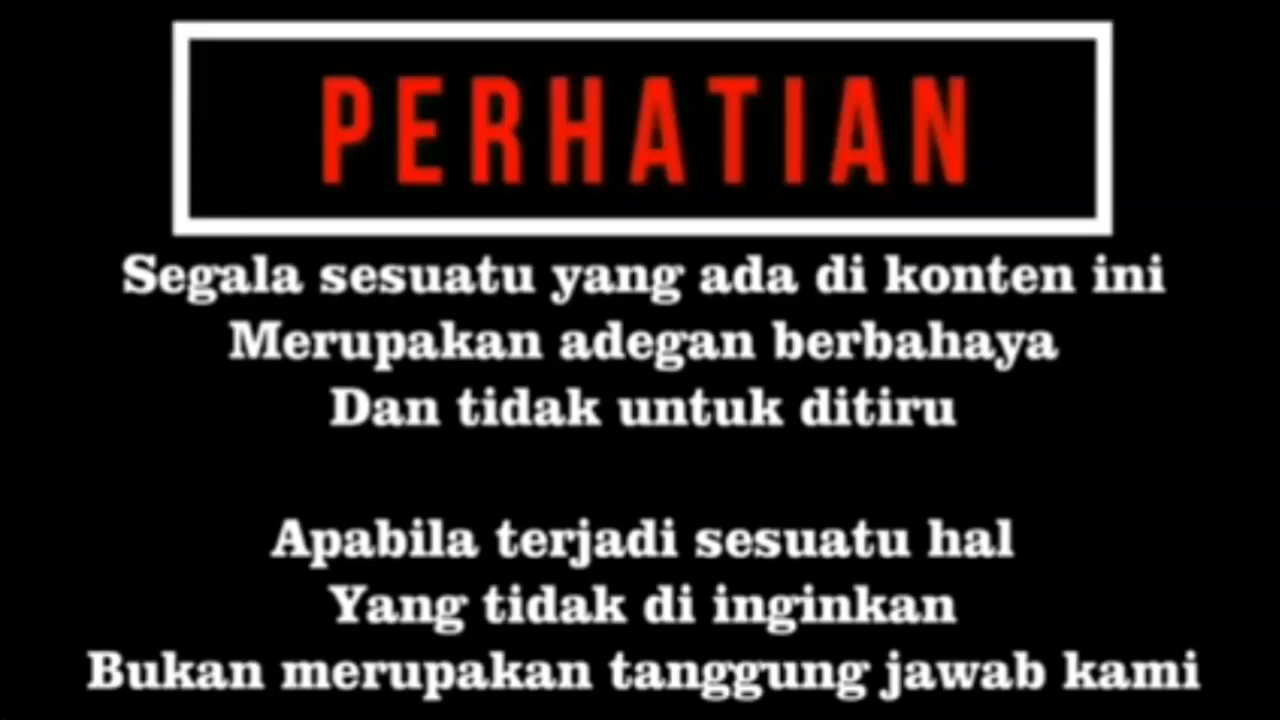 PERHATIAN
Segala sesuatu yang ada di konten ini
Merupakan adegan berbahaya
Dan tidak untuk ditiru
Apabila terjadi sesuatu hal
Yang tidak di inginkan
Bukan merupakan tanggung jawab kami